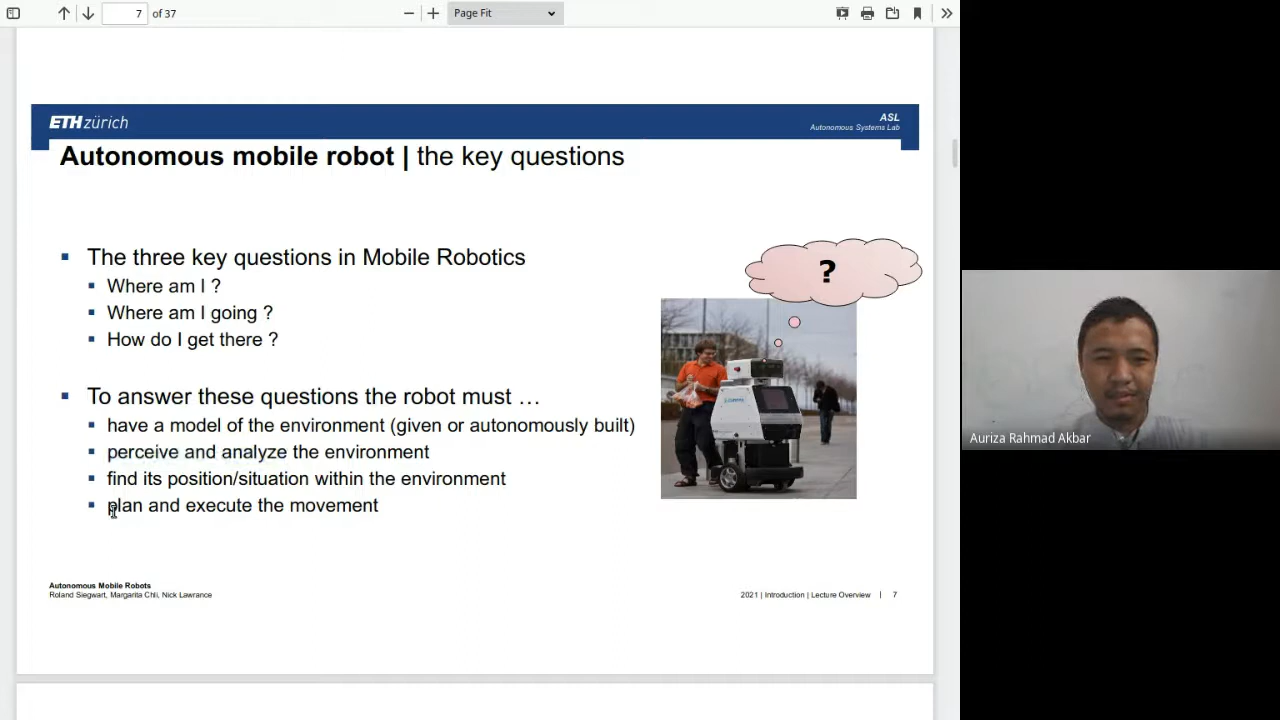 7 of 37
Page Fit
ETH zürich
ASL
Autonomous Systems Lab
Autonomous mobile robot | the key questions
▪ The three key questions in Mobile Robotics
▪ Where am I ?
▪ Where am I going ?
▪ How do I get there ?
?
▪ To answer these questions the robot must …
▪ have a model of the environment (given or autonomously built)
▪ perceive and analyze the environment
▪ find its position/situation within the environment
▪ plan and execute the movement
Autonomous Mobile Robots
Roland Siegwart, Margarita Chli, Nick Lawrance
2021 | Introduction | Lecture Overview | 7
Auriza Rahmad Akbar